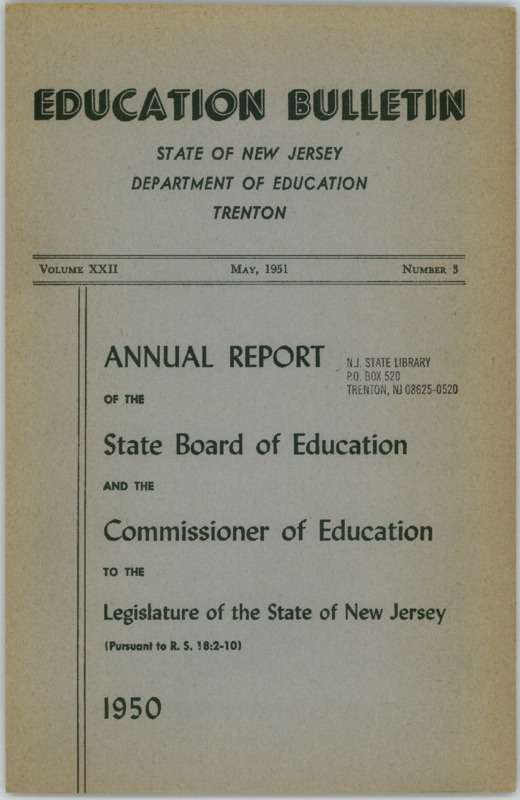 EDUCATION BULLETIN
STATE OF NEW JERSEY
DEPARTMENT OF EDUCATION
TRENTON
VOLUME XXII MAY, 1951 NUMBER 3
ANNUAL REPORT
N.J. STATE LIBRARY
P.O. BOX 520
TRENTON, NJ 08625-0520
OF THE
State Board of Education
AND THE
Commissioner of Education
TO THE
Legislature of the State of New Jersey
(Pursuant to R. S. 18:2-10)
1950